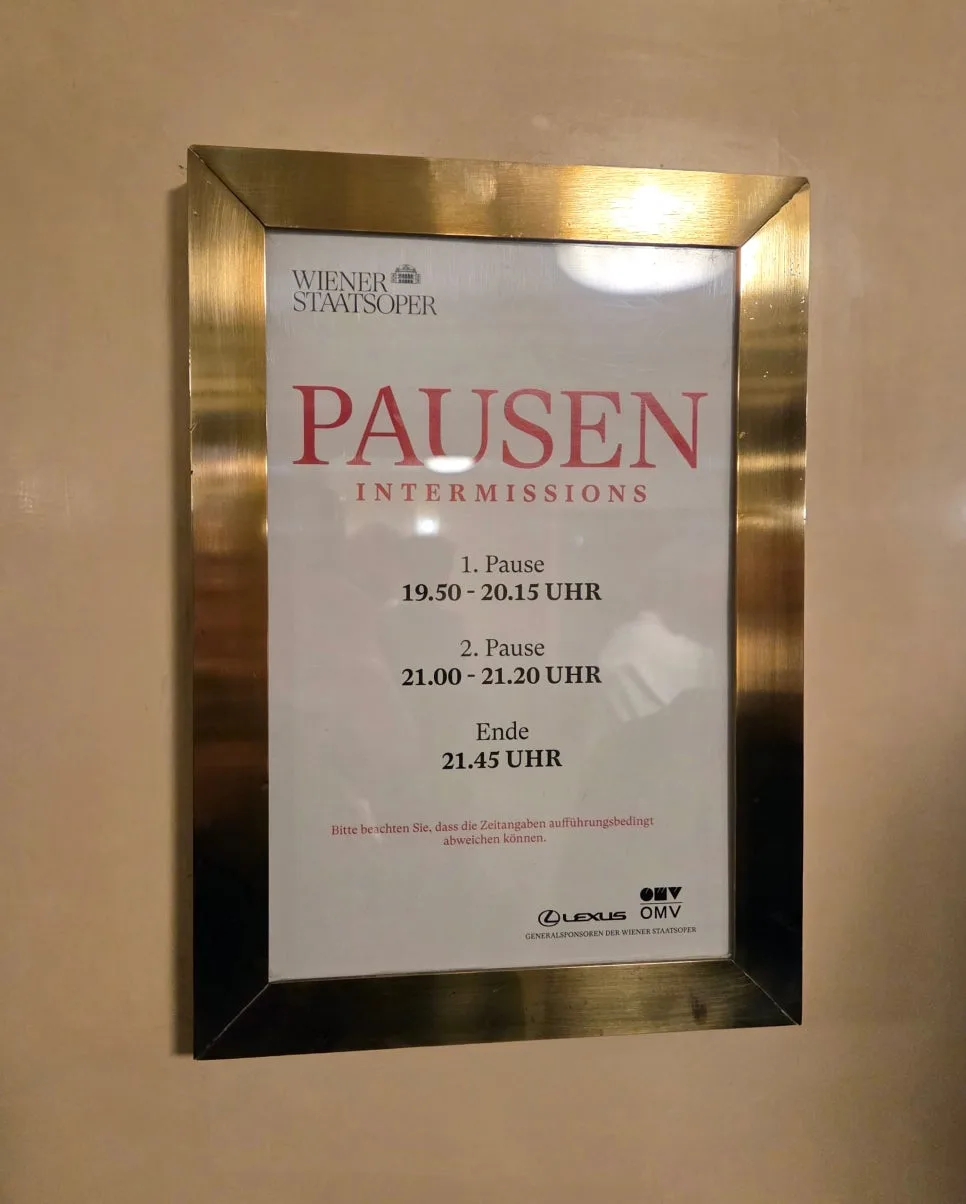 WIENER
STAATSOPER
PAUSEN
INTERMISSIONS
1. Pause
19.50 - 20.15 UHR
2. Pause
21.00 - 21.20 UHR
Ende
21.45 UHR
Bitte beachten Sie, dass die Zeitangaben aufführungsbedingt
abweichen können.
LEXUS
OMV
OMV
GENERALSPONSOREN DER WIENER STAATSOPER